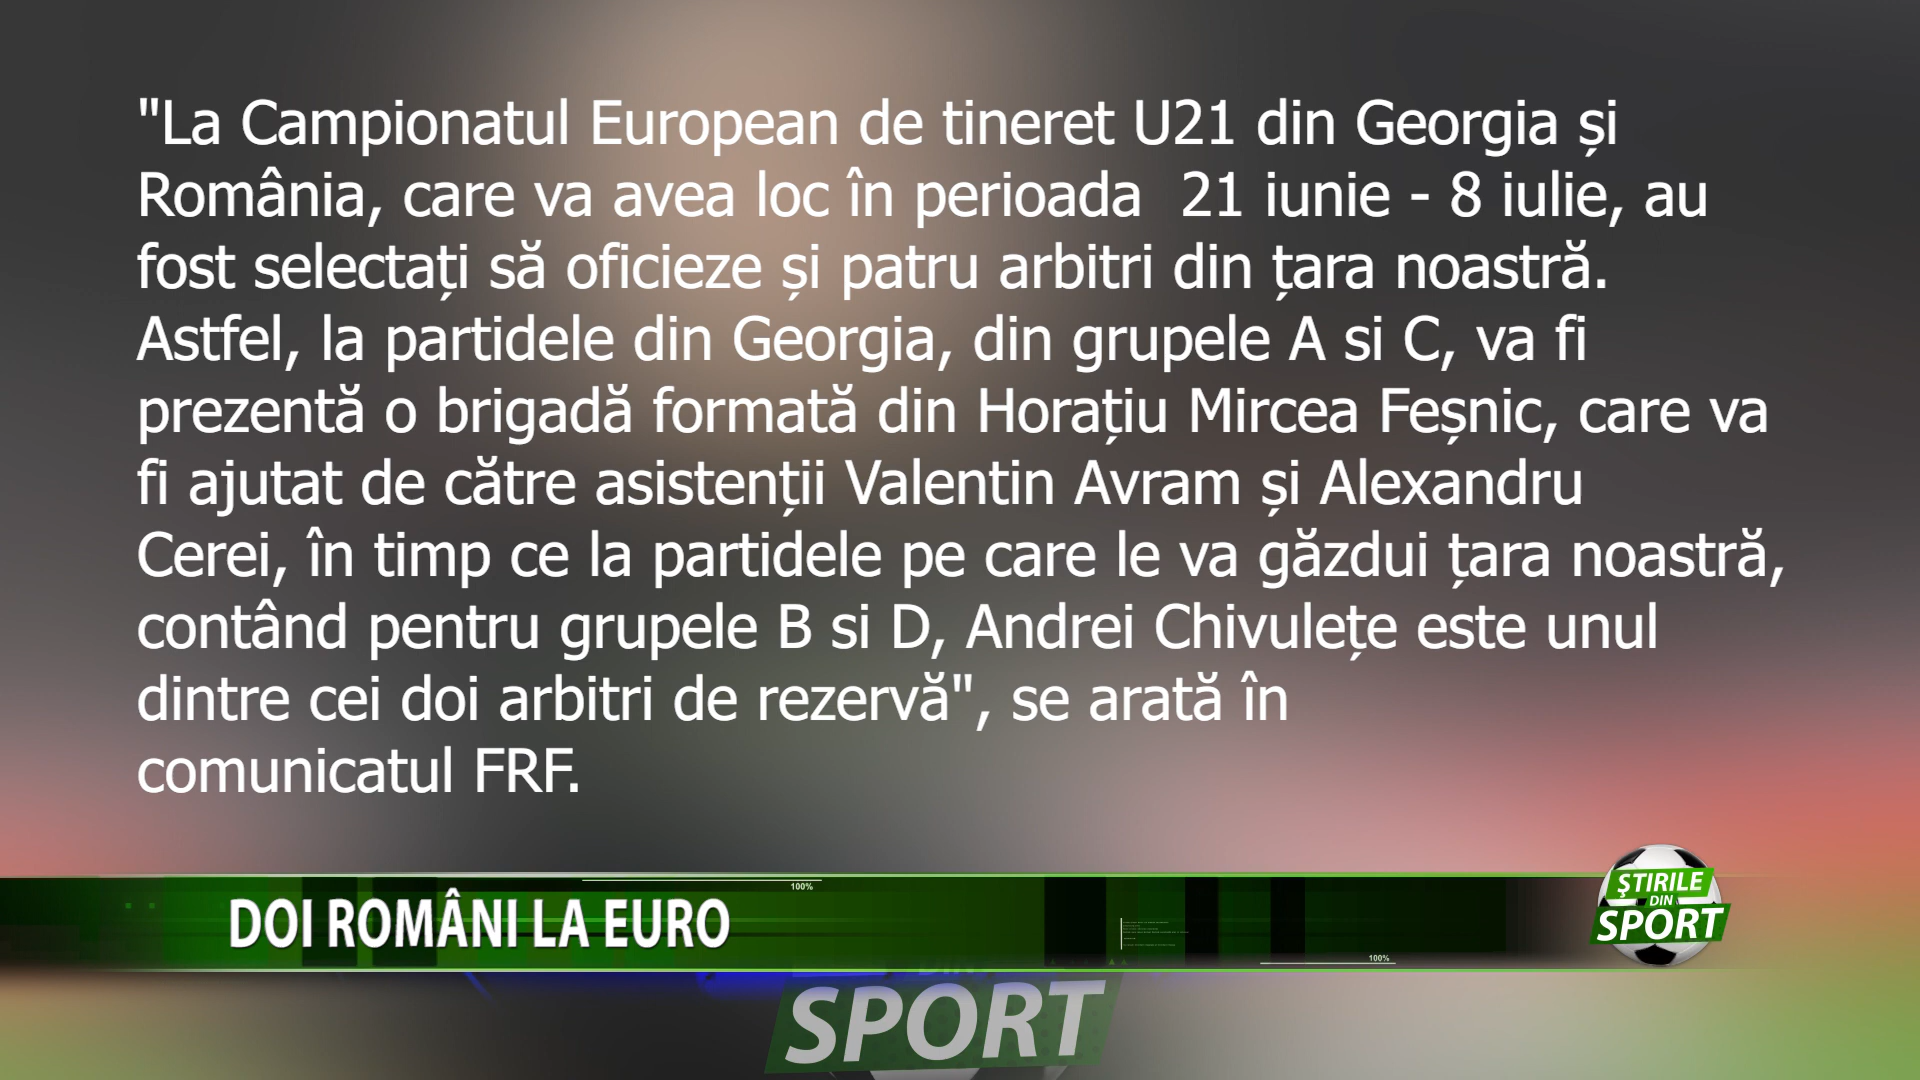 "La Campionatul European de tineret U21 din Georgia și
România, care va avea loc în perioada  21 iunie - 8 iulie, au
fost selectați să oficieze și patru arbitri din țara noastră.
Astfel, la partidele din Georgia, din grupele A si C, va fi
prezentă o brigadă formată din Horațiu Mircea Feșnic, care va
fi ajutat de către asistenții Valentin Avram și Alexandru
Cerei, în timp ce la partidele pe care le va găzdui țara noastră,
contând pentru grupele B si D, Andrei Chivulețe este unul
dintre cei doi arbitri de rezervă", se arată în
comunicatul FRF.
100%
DOI ROMÂNI LA EURO
100%
ŞTIRILE
DIN
SPORT
SPORT